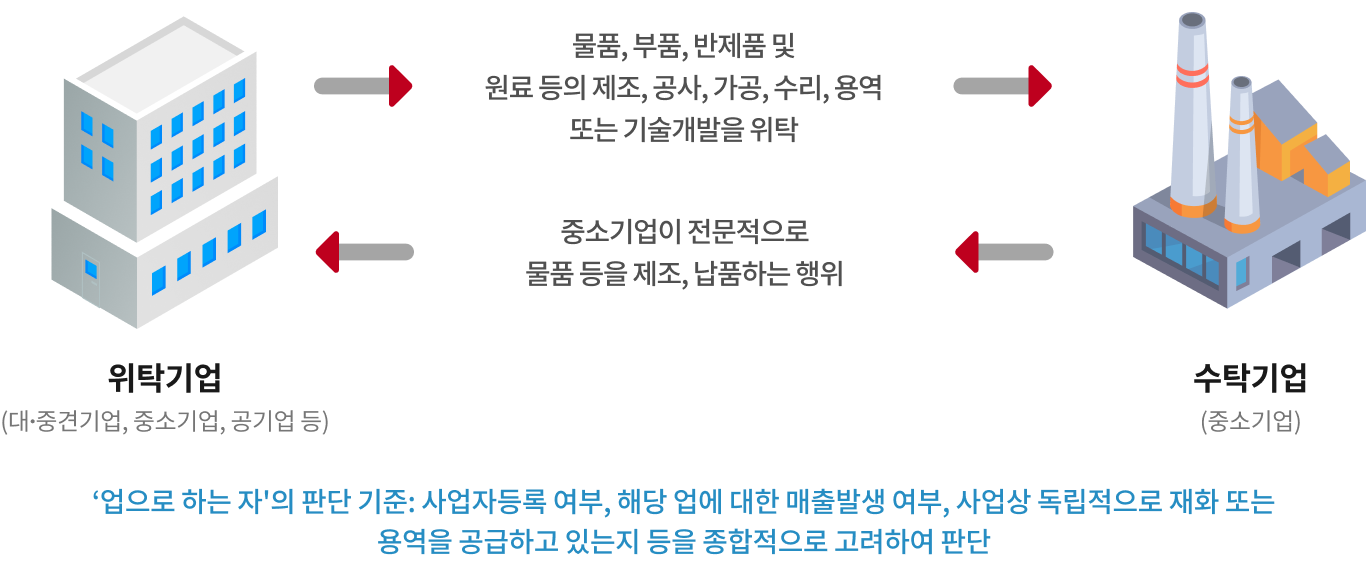 물품, 부품, 반제품 및
원료 등의 제조, 공사, 가공, 수리, 용역
또는 기술개발을 위탁
중소기업이 전문적으로
물품 등을 제조, 납품하는 행위
위탁기업
(대·중견기업, 중소기업, 공기업 등)
수탁기업
(중소기업)
‘업으로 하는 자'의 판단 기준: 사업자등록 여부, 해당 업에 대한 매출발생 여부, 사업상 독립적으로 재화 또는
용역을 공급하고 있는지 등을 종합적으로 고려하여 판단